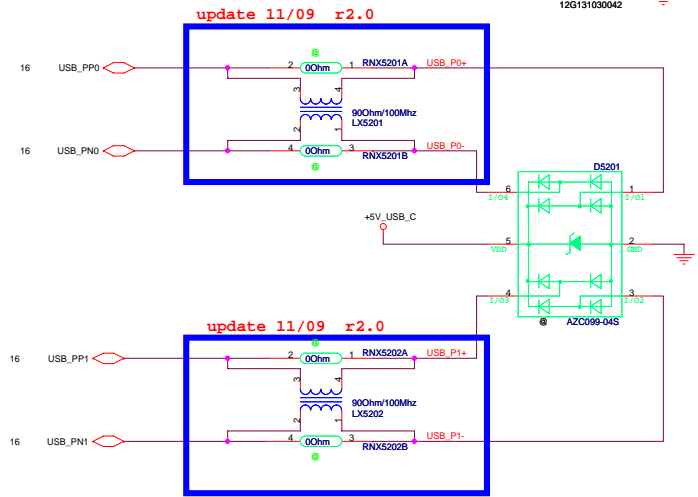 12G131030042
update 11/09 r2.0
@
16 USB_PP0 2 0Ohm 1 RNX5201A USB_P0+
3 4
90Ohm/100Mhz
LX5201
2 1
16 USB_PN0 4 0Ohm 3 RNX5201B USB_P0-
@
D5201
6 1
I/O4 I/O1
+5V_USB_C
5 2
VDD GND
4 3
I/O3 I/O2
@ AZC099-04S
update 11/09 r2.0
@
16 USB_PP1 2 0Ohm 1 RNX5202A USB_P1+
3 4
90Ohm/100Mhz
LX5202
2 1
16 USB_PN1 4 0Ohm 3 RNX5202B USB_P1-
@